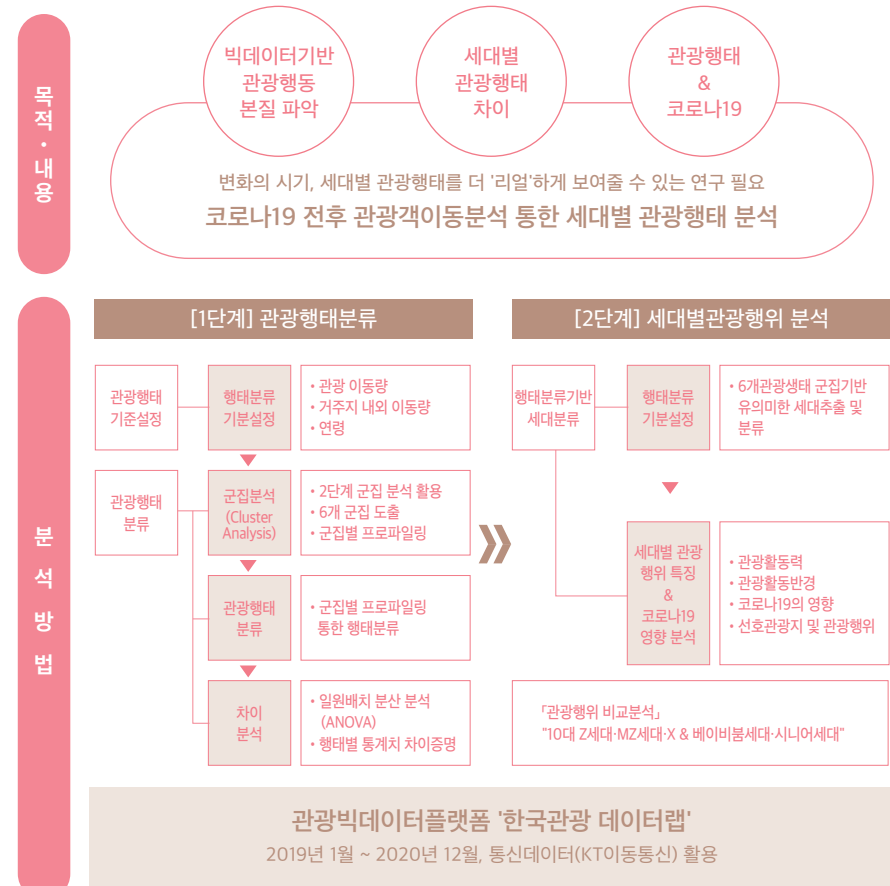 목적·내용
빅데이터기반
관광행동
본질 파악
세대별
관광행태
차이
관광행태
&
코로나19
변화의 시기, 세대별 관광행태를 더 '리얼'하게 보여줄 수 있는 연구 필요
코로나19 전후 관광객이동분석 통한 세대별 관광행태 분석
분석방법
[1단계] 관광행태분류
관광행태
기준설정
행태분류
기분설정
• 관광 이동량
• 거주지 내외 이동량
• 연령
관광행태
분류
군집분석
(Cluster
Analysis)
• 2단계 군집 분석 활용
• 6개 군집 도출
• 군집별 프로파일링
관광행태
분류
• 군집별 프로파일링
통한 행태분류
차이
분석
• 일원배치 분산 분석
(ANOVA)
• 행태별 통계치 차이증명
[2단계] 세대별관광행위 분석
행태분류기반
세대분류
행태분류
기분설정
• 6개관광생태 군집기반
유의미한 세대추출 및
분류
세대별 관광
행위 특징
&
코로나19
영향 분석
• 관광활동력
• 관광활동반경
• 코로나19의 영향
• 선호관광지 및 관광행위
「관광행위 비교분석」
"10대 Z세대·MZ세대·X & 베이비붐세대·시니어세대"
관광빅데이터플랫폼 '한국관광 데이터랩'
2019년 1월 ~ 2020년 12월, 통신데이터(KT이동통신) 활용